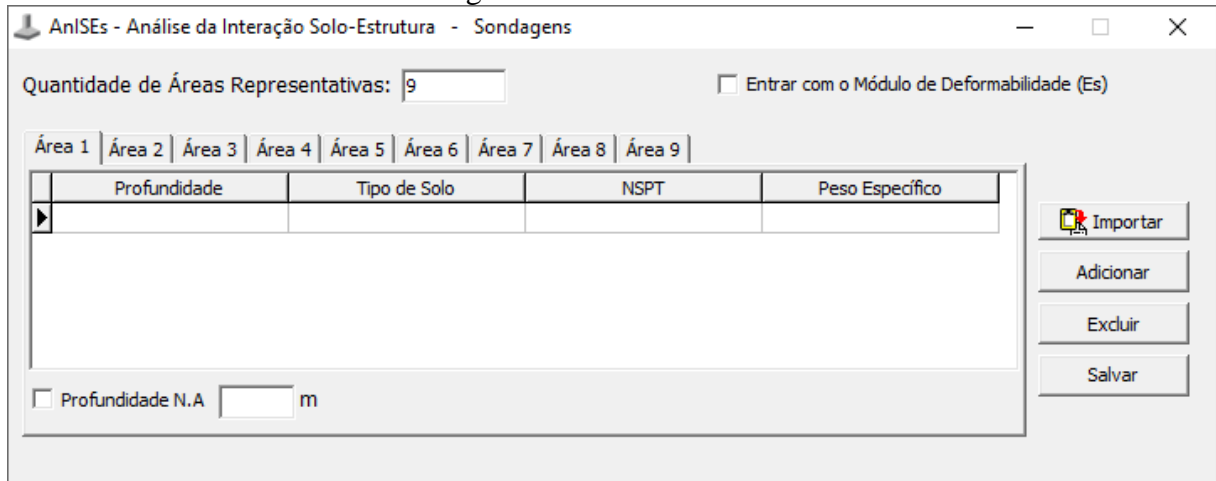 AnISEs - Análise da Interação Solo-Estrutura - Sondagens
Quantidade de Áreas Representativas: 9
Entrar com o Módulo de Deformabilidade (Es)
Área 1 Área 2 Área 3 Área 4 Área 5 Área 6 Área 7 Área 8 Área 9
Profundidade Tipo de Solo NSPT Peso Específico
Importar
Adicionar
Excluir
Salvar
Profundidade N.A m